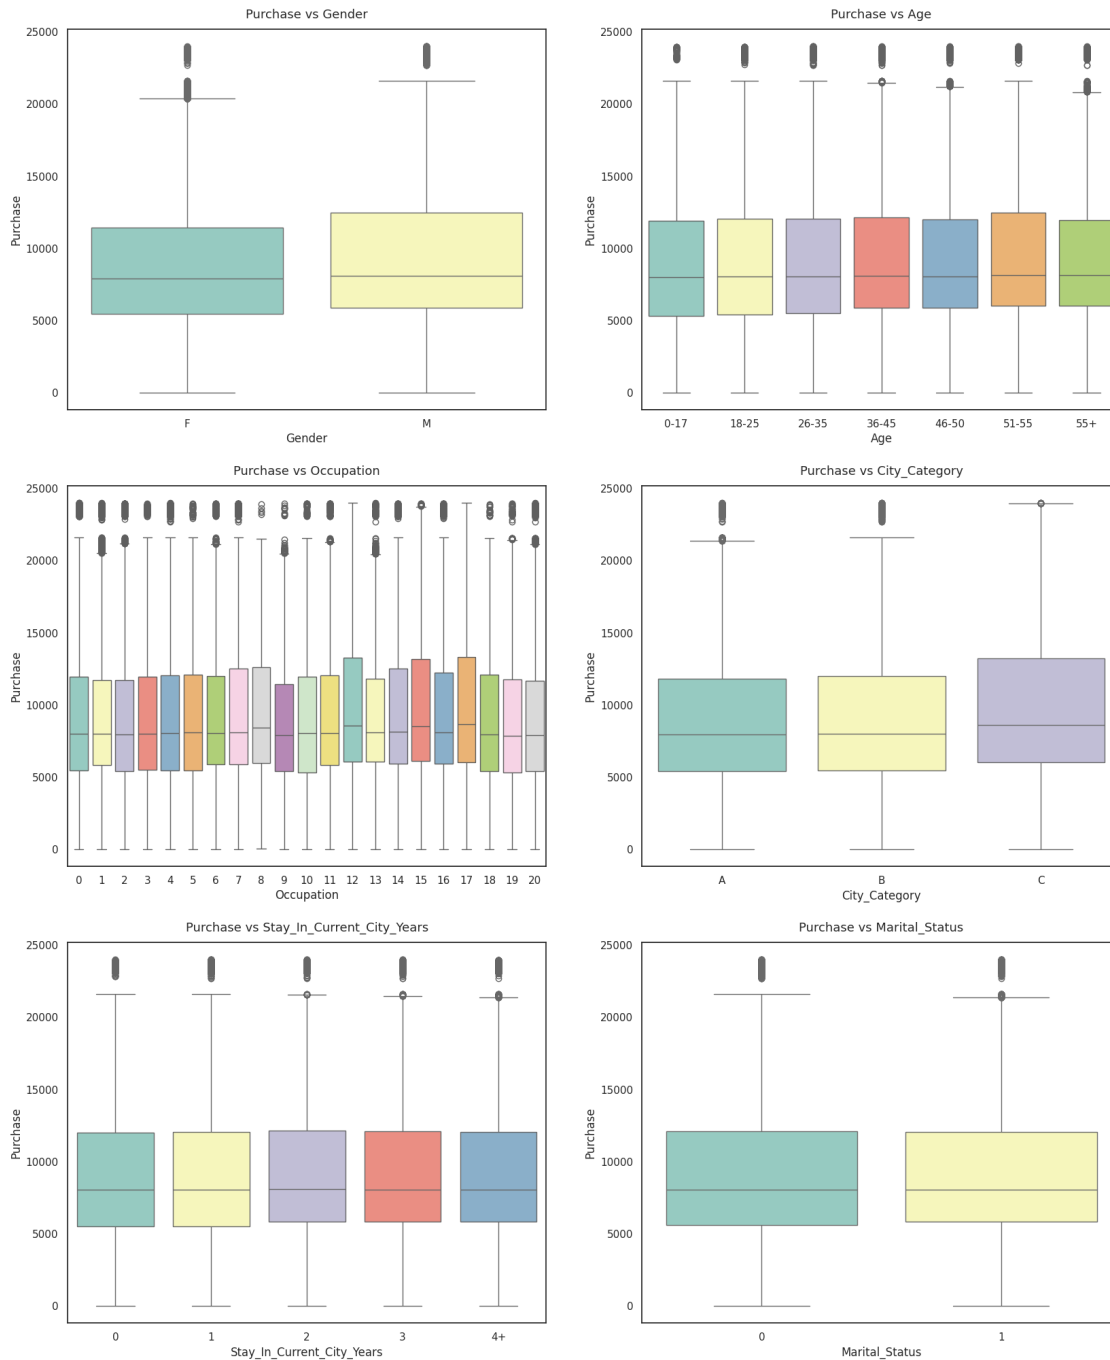 Purchase vs Gender
25000
20000
15000
10000
5000
0
Purchase
F M
Gender
Purchase vs Age
25000
20000
15000
10000
5000
0
Purchase
0-17 18-25 26-35 36-45 46-50 51-55 55+
Age
Purchase vs Occupation
25000
20000
15000
10000
5000
0
Purchase
0 1 2 3 4 5 6 7 8 9 10 11 12 13 14 15 16 17 18 19 20
Occupation
Purchase vs City_Category
25000
20000
15000
10000
5000
0
Purchase
A B C
City_Category
Purchase vs Stay_In_Current_City_Years
25000
20000
15000
10000
5000
0
Purchase
0 1 2 3 4+
Stay_In_Current_City_Years
Purchase vs Marital_Status
25000
20000
15000
10000
5000
0
Purchase
0 1
Marital_Status